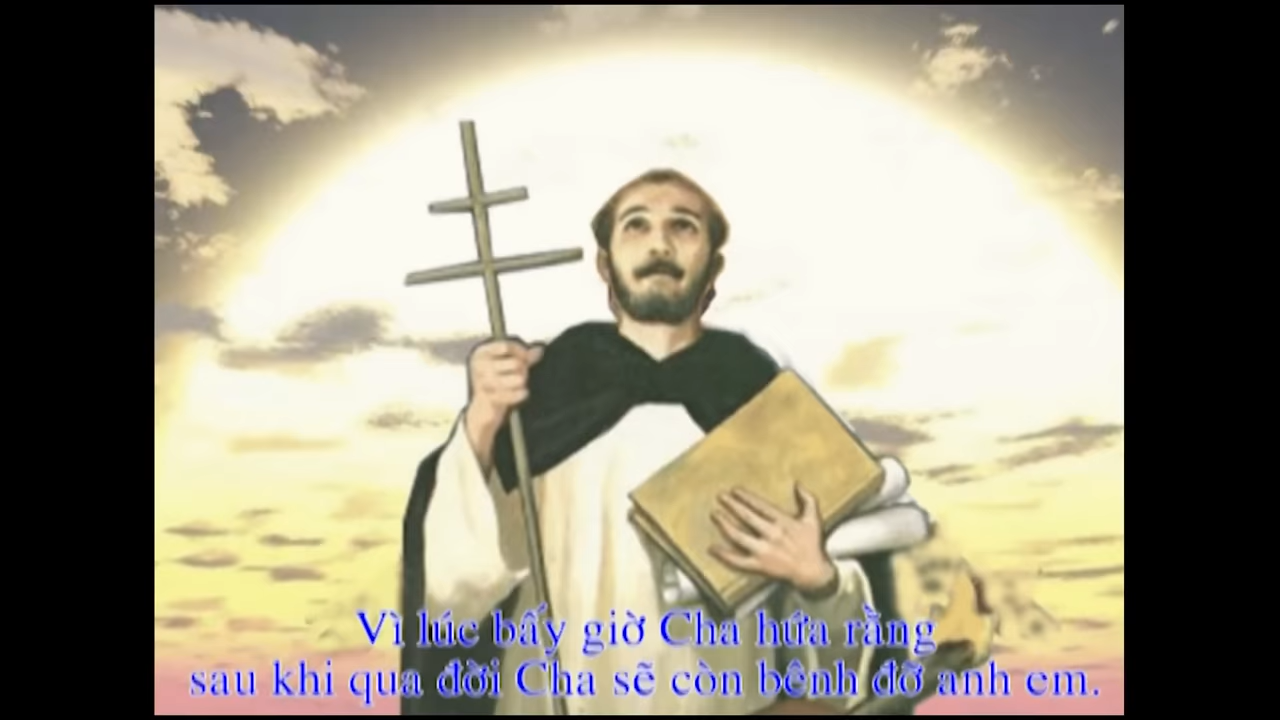 Vì lúc bấy giờ Cha hứa rằng
sau khi qua đời Cha sẽ còn bênh đỡ anh em.